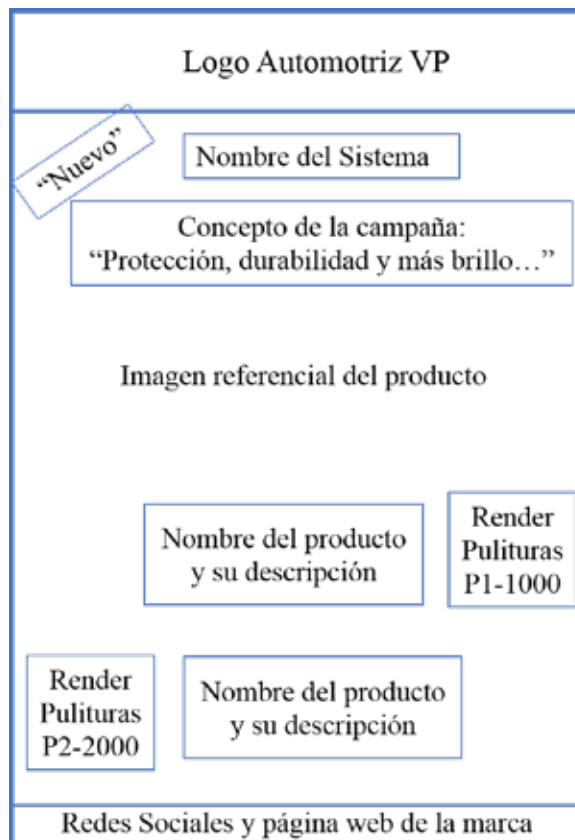 Logo Automotriz VP
“Nuevo”
Nombre del Sistema
Concepto de la campaña:
“Protección, durabilidad y más brillo…”
Imagen referencial del producto
Nombre del producto
y su descripción
Render
Pulituras
P1-1000
Render
Pulituras
P2-2000
Nombre del producto
y su descripción
Redes Sociales y página web de la marca